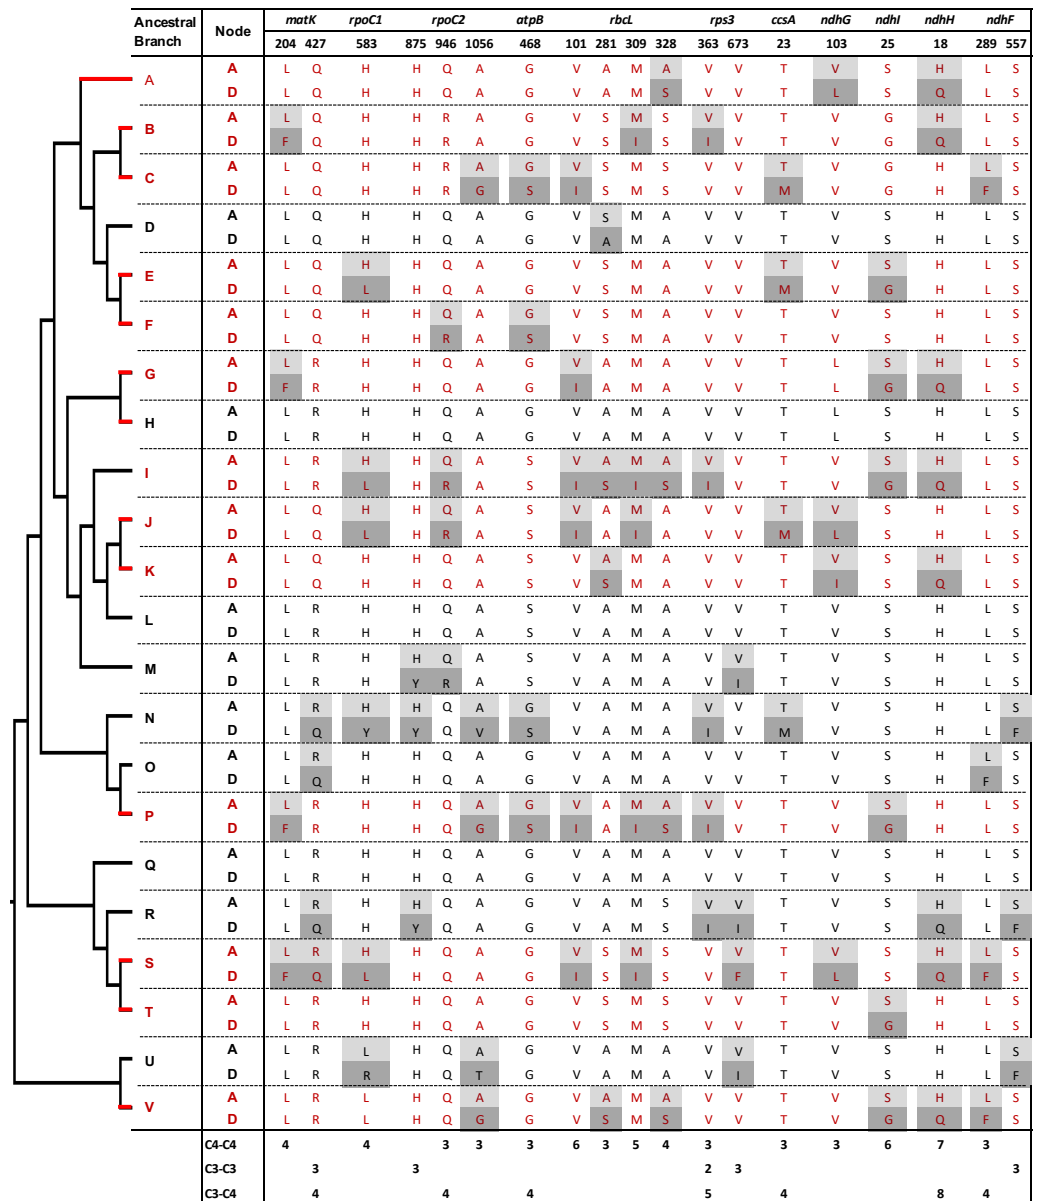 Ancestral Branch Node matK rpoC1 rpoC2 atpB rbcL rps3 ccsA ndhG ndhI ndhH ndhF
204 427 583 875 946 1056 468 101 281 309 328 363 673 23 103 25 18 289 557
A A L Q H H Q A G V A M A V V T V S H L S
D L Q H H Q A G V A M S V V T L S Q L S
B A L Q H H R A G V S M S V V T V G H L S
D F Q H H R A G V S I S I V T V G Q L S
C A L Q H H R A G V S M S V V T V G H L S
D L Q H H R G S I S M S V V M V G H F S
D A L Q H H Q A G V S M A V V T V S H L S
D L Q H H Q A G V A M A V V T V S H L S
E A L Q H H Q A G V S M A V V T V S H L S
D L Q L H Q A G V S M A V V M V G H L S
F A L Q H H Q A G V S M A V V T V S H L S
D L Q H H R A S V S M A V V T V S H L S
G A L R H H Q A G V A M A V V T L S H L S
D F R H H Q A G I A M A V V T L G Q L S
H A L R H H Q A G V A M A V V T L S H L S
D L R H H Q A G V A M A V V T L S H L S
I A L R H H Q A S V A M A V V T V S H L S
D L R L H R A S I S I S I V T V G Q L S
J A L Q H H Q A S V A M A V V T V S H L S
D L Q L H R A S I A I A V V M L S H L S
K A L Q H H Q A S V A M A V V T V S H L S
D L Q H H Q A S V S M A V V T I S Q L S
L A L R H H Q A S V A M A V V T V S H L S
D L R H H Q A S V A M A V V T V S H L S
M A L R H H Q A S V A M A V V T V S H L S
D L R H Y R A S V A M A V I T V S H L S
N A L R H H Q A G V A M A V V T V S H L S
D L Q Y Y Q V S V A M A I V M V S H L F
O A L R H H Q A G V A M A V V T V S H L S
D L Q H H Q A G V A M A V V T V S H F S
P A L R H H Q A G V A M A V V T V S H L S
D F R H H Q G S I A I S I V T V G H L S
Q A L R H H Q A G V A M A V V T V S H L S
D L R H H Q A G V A M A V V T V S H L S
R A L R H H Q A G V A M S V V T V S H L S
D L Q H Y Q A G V A M S I I T V S Q L F
S A L R H H Q A G V S M S V V T V S H L S
D F Q L H Q A G I S I S V F T L S Q F S
T A L R H H Q A G V S M S V V T V S H L S
D L R H H Q A G V S M S V V T V G H L S
U A L R L H Q A G V A M A V V T V S H L S
D L R R H Q T G V A M A V I T V S H L F
V A L R L H Q A G V A M A V V T V S H L S
D L R L H Q G G V S M S V V T V G Q F S
C4-C4 4 4 3 3 3 6 3 5 4 3 3 3 6 7 3
C3-C3 3 3 2 3 3
C3-C4 4 4 4 5 4 8 4